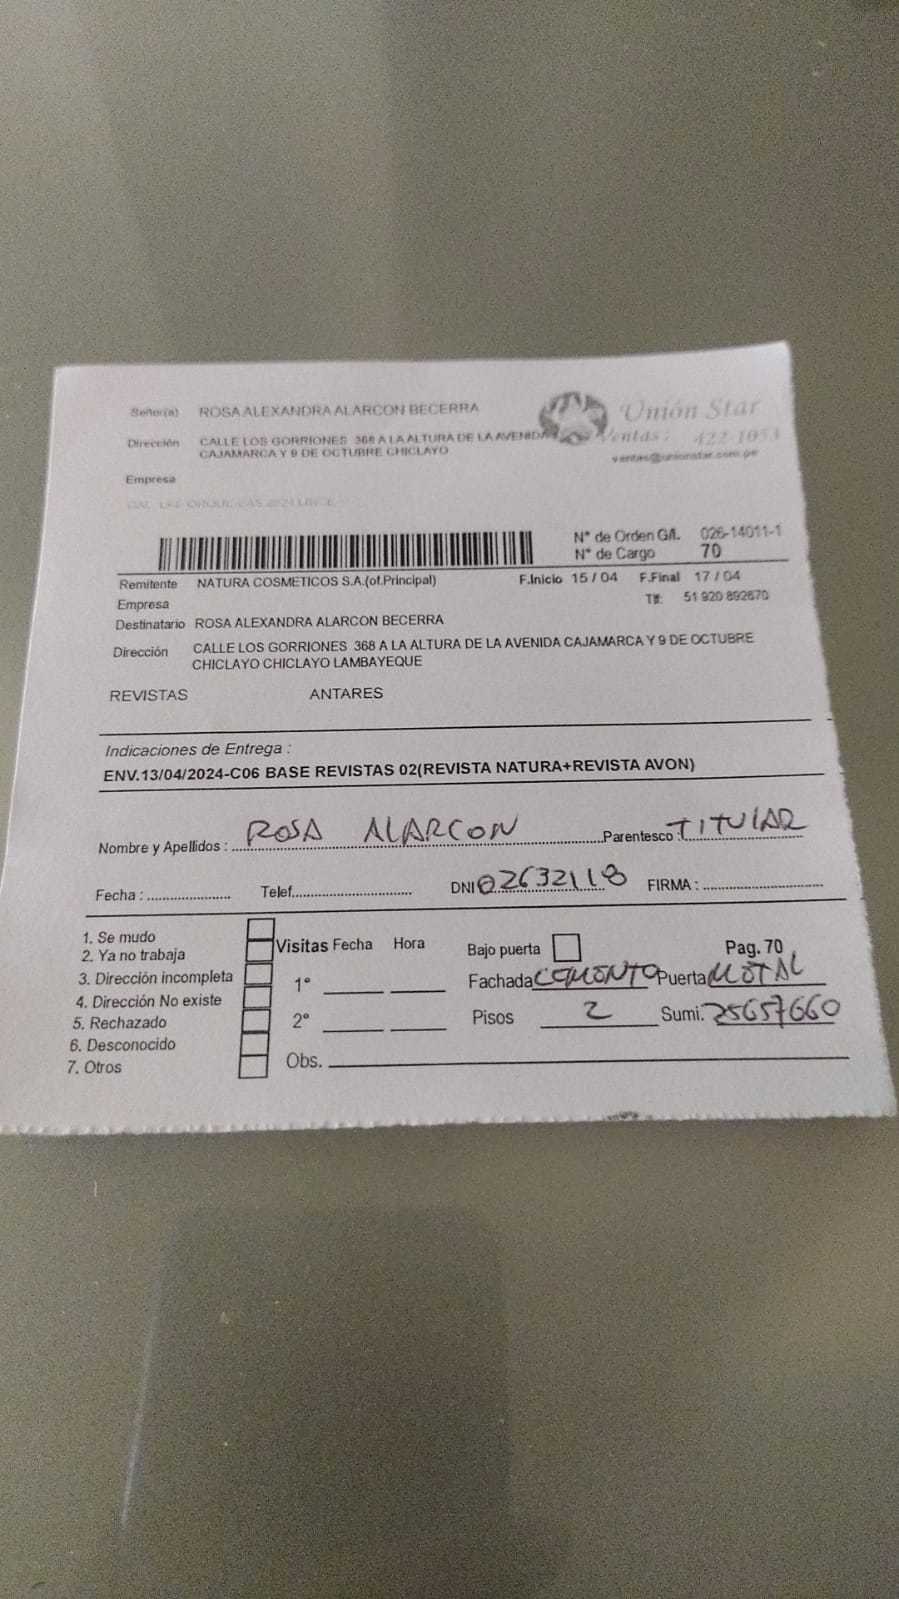 Señor(a) ROSA ALEXANDRA ALARCON BECERRA
Unión Star
Dirección CALLE LOS GORRIONES 368 A LA ALTURA DE LA AVENIDA
CAJAMARCA Y 9 DE OCTUBRE CHICLAYO
Ventas: 422-1053
ventas@unionstar.com.pe
Empresa
N° de Orden G/I. 026-14011-1
N° de Cargo 70
Remitente NATURA COSMETICOS S.A.(of.Principal) F.Inicio 15 / 04 F.Final 17 / 04
Empresa Tlf: 51 920 892670
Destinatario ROSA ALEXANDRA ALARCON BECERRA
Dirección CALLE LOS GORRIONES 368 A LA ALTURA DE LA AVENIDA CAJAMARCA Y 9 DE OCTUBRE
CHICLAYO CHICLAYO LAMBAYEQUE
REVISTAS ANTARES
Indicaciones de Entrega :
ENV.13/04/2024-C06 BASE REVISTAS 02(REVISTA NATURA+REVISTA AVON)
Nombre y Apellidos : ROSA ALARCON Parentesco : TITULAR
Fecha : Telef. DNI 02632118 FIRMA :
1. Se mudo
2. Ya no trabaja
3. Dirección incompleta
4. Dirección No existe
5. Rechazado
6. Desconocido
7. Otros
Visitas Fecha Hora
1°
2°
Obs.
Bajo puerta Pag. 70
Fachada CEMENTO Puerta METAL
Pisos 2 Sumi. 25657660